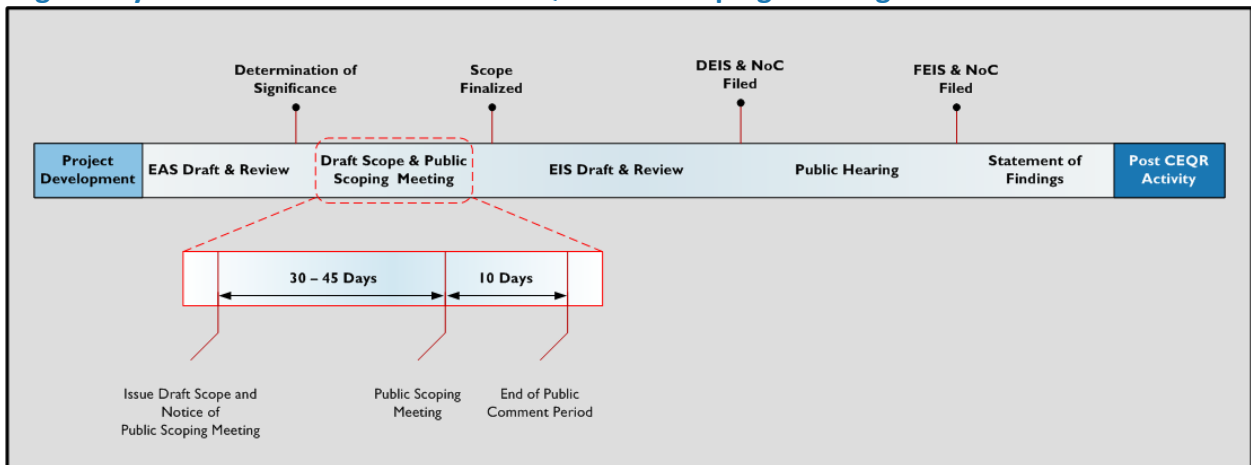 Determination of
Significance
Scope
Finalized
DEIS & NoC
Filed
FEIS & NoC
Filed
Project
Development
EAS Draft & Review
Draft Scope & Public
Scoping Meeting
EIS Draft & Review
Public Hearing
Statement of
Findings
Post CEQR
Activity
30 – 45 Days
10 Days
Issue Draft Scope and
Notice of
Public Scoping Meeting
Public Scoping
Meeting
End of Public
Comment Period